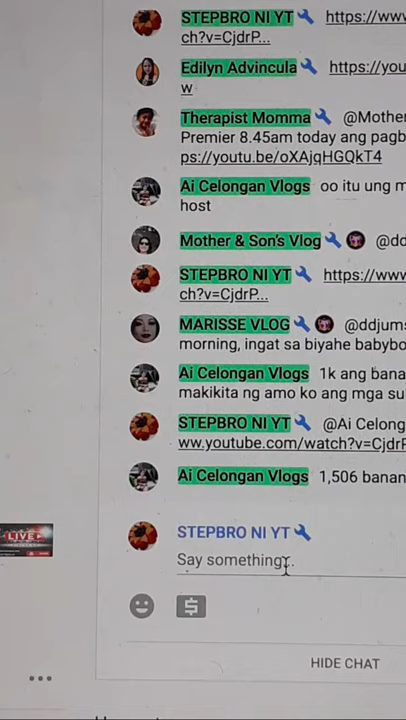 STEPBRO NI YT https://www
ch?v=CjdrP...
Edilyn Advincula https://you
w
Therapist Momma @Mother
Premier 8.45am today ang pagb
ps://youtu.be/oXAjqHGQkT4
Ai Celongan Vlogs oo itu ung m
host
Mother & Son's Vlog @dd
STEPBRO NI YT https://www
ch?v=CjdrP...
MARISSE VLOG @ddjums
morning, ingat sa biyahe babybo
Ai Celongan Vlogs 1k ang bana
makikita ng amo ko ang mga su
STEPBRO NI YT @Ai Celong
ww.youtube.com/watch?v=CjdrP
Ai Celongan Vlogs 1,506 banan
LIVE
STEPBRO NI YT
Say something...
HIDE CHAT